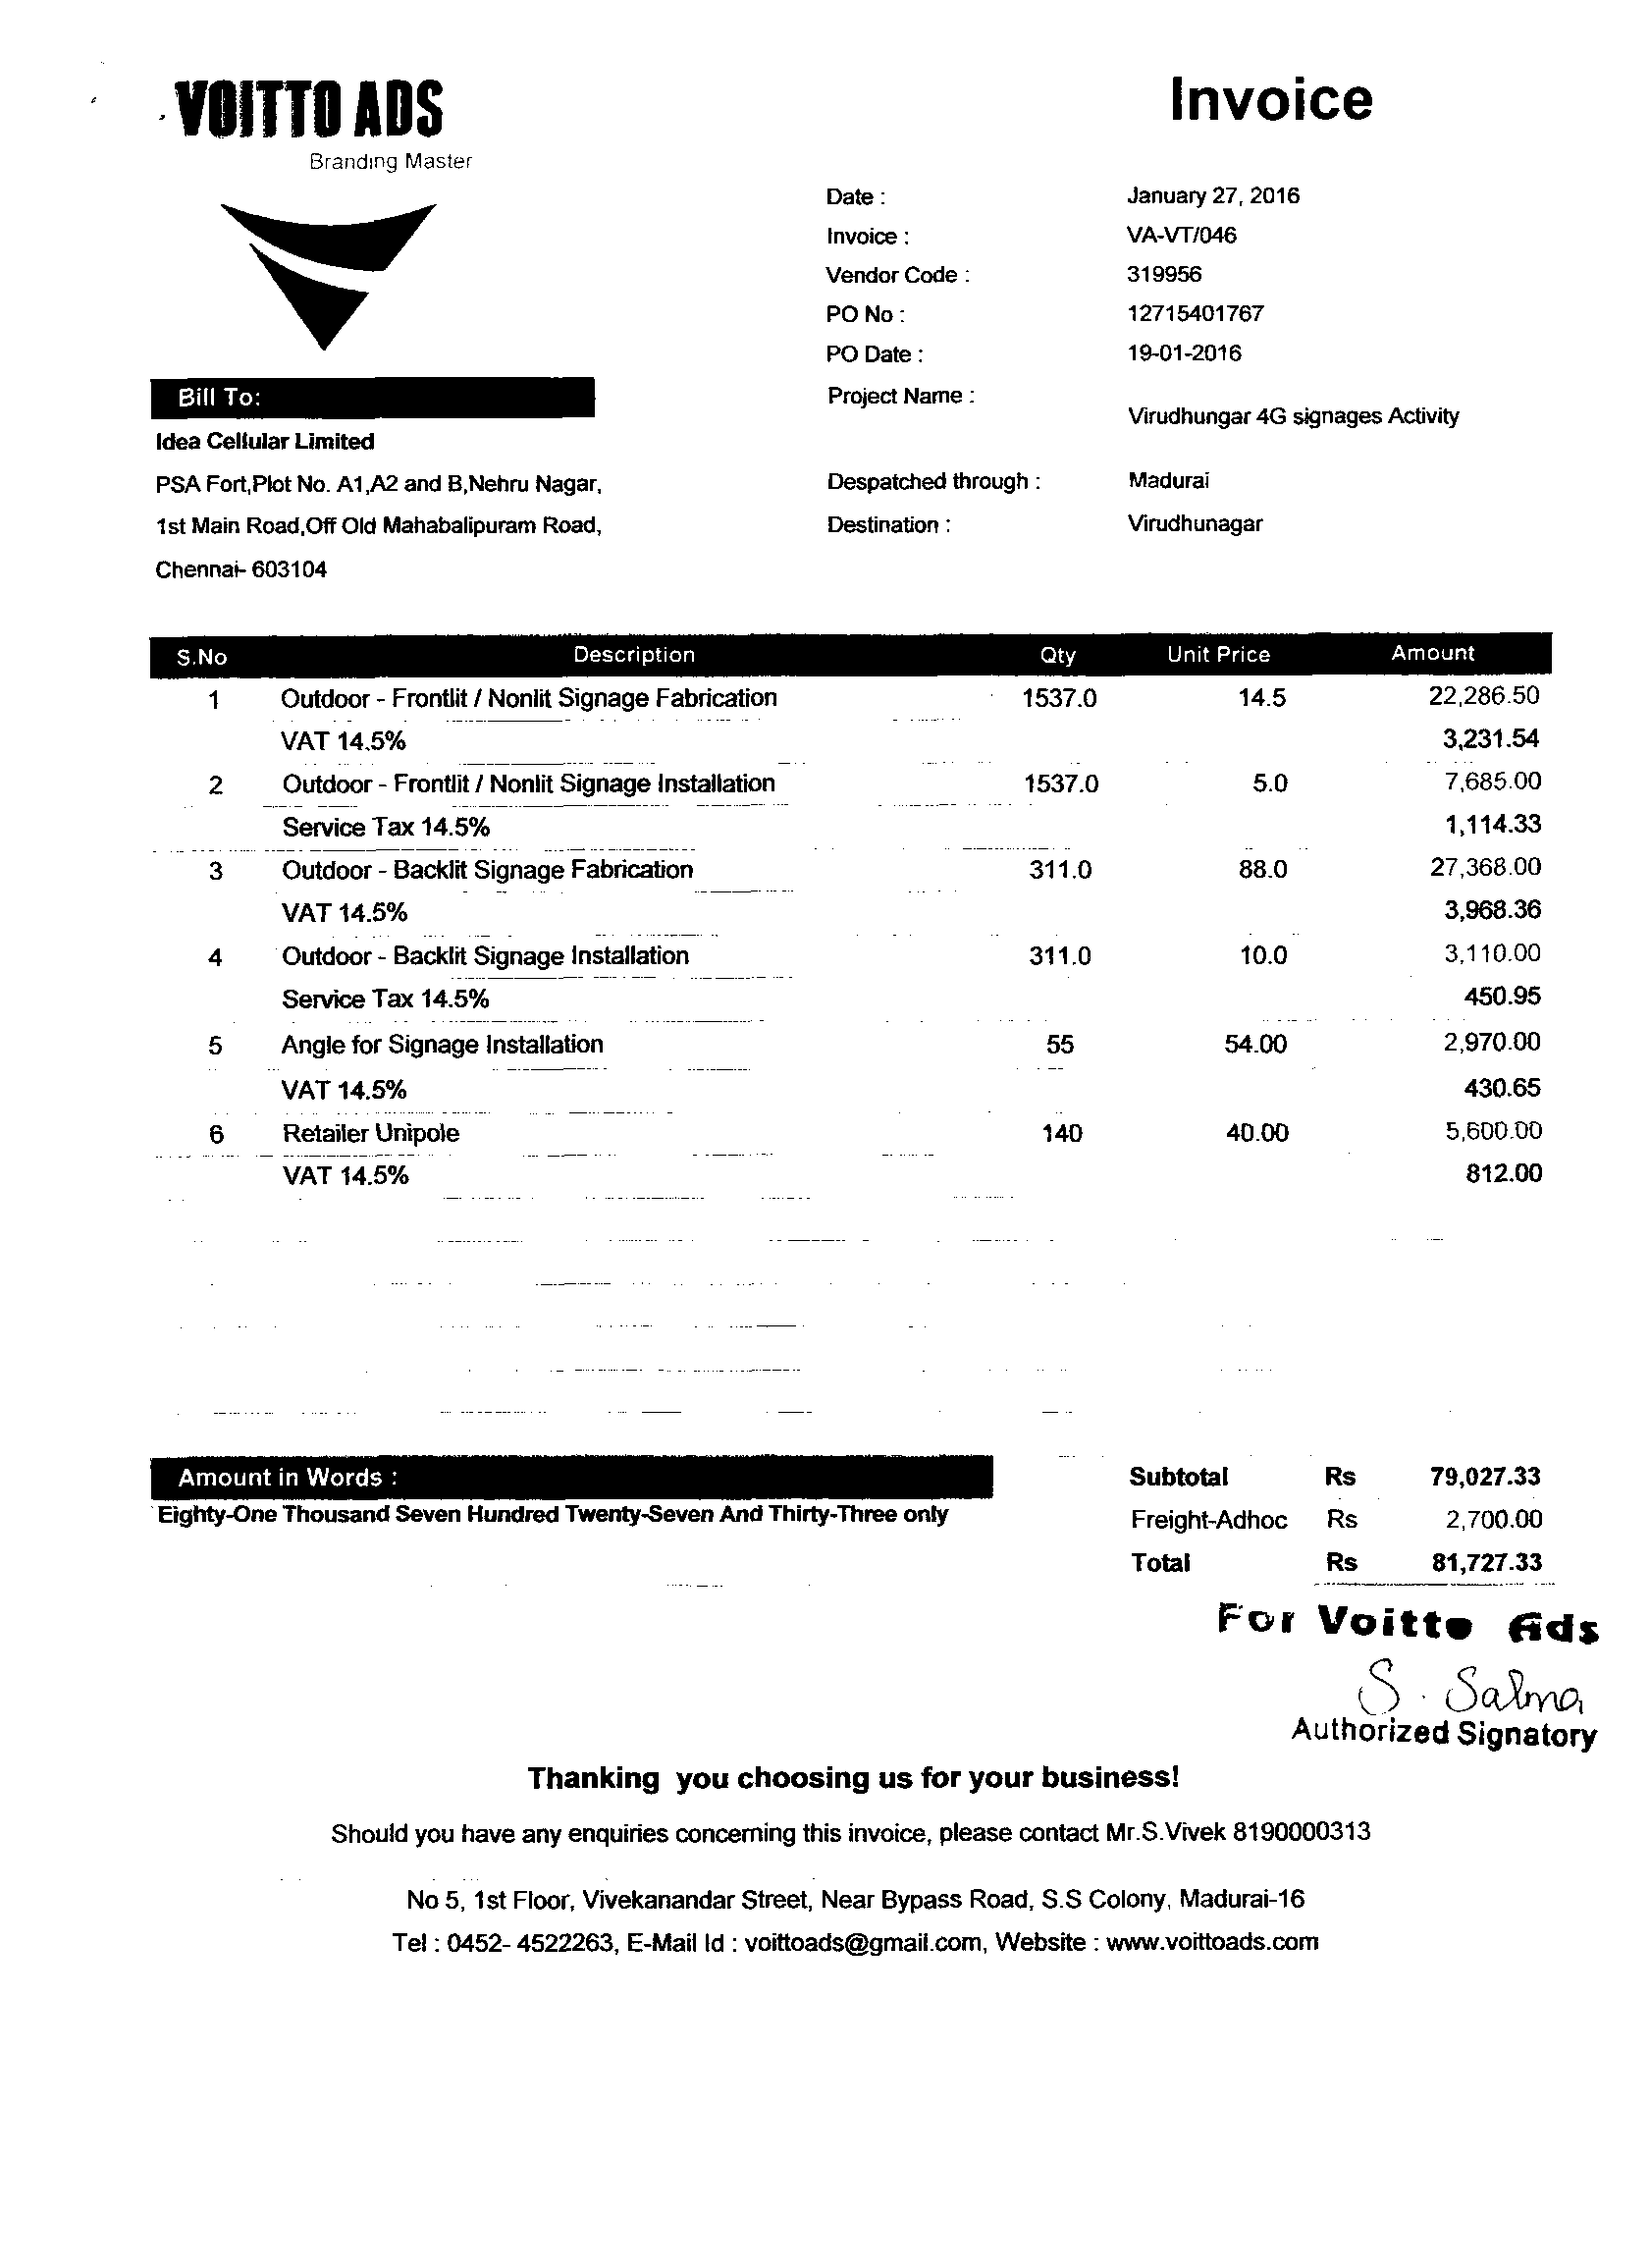 VOITTO ADS
Branding Master
Invoice
Date : January 27, 2016
Invoice : VA-VT/046
Vendor Code : 319956
PO No : 12715401767
PO Date : 19-01-2016
Project Name : Virudhungar 4G signages Activity
Despatched through : Madurai
Destination : Virudhunagar
Bill To:
Idea Cellular Limited
PSA Fort,Plot No. A1,A2 and B,Nehru Nagar,
1st Main Road,Off Old Mahabalipuram Road,
Chennai- 603104
S.No Description Qty Unit Price Amount
1 Outdoor - Frontlit / Nonlit Signage Fabrication 1537.0 14.5 22,286.50
VAT 14.5% 3,231.54
2 Outdoor - Frontlit / Nonlit Signage Installation 1537.0 5.0 7,685.00
Service Tax 14.5% 1,114.33
3 Outdoor - Backlit Signage Fabrication 311.0 88.0 27,368.00
VAT 14.5% 3,968.36
4 Outdoor - Backlit Signage Installation 311.0 10.0 3,110.00
Service Tax 14.5% 450.95
5 Angle for Signage Installation 55 54.00 2,970.00
VAT 14.5% 430.65
6 Retailer Unipole 140 40.00 5,600.00
VAT 14.5% 812.00
Amount in Words :
Eighty-One Thousand Seven Hundred Twenty-Seven And Thirty-Three only
Subtotal Rs 79,027.33
Freight-Adhoc Rs 2,700.00
Total Rs 81,727.33
For Voitto Ads
S. Salma
Authorized Signatory
Thanking you choosing us for your business!
Should you have any enquiries concerning this invoice, please contact Mr.S.Vivek 8190000313
No 5, 1st Floor, Vivekanandar Street, Near Bypass Road, S.S Colony, Madurai-16
Tel : 0452- 4522263, E-Mail Id : voittoads@gmail.com, Website : www.voittoads.com